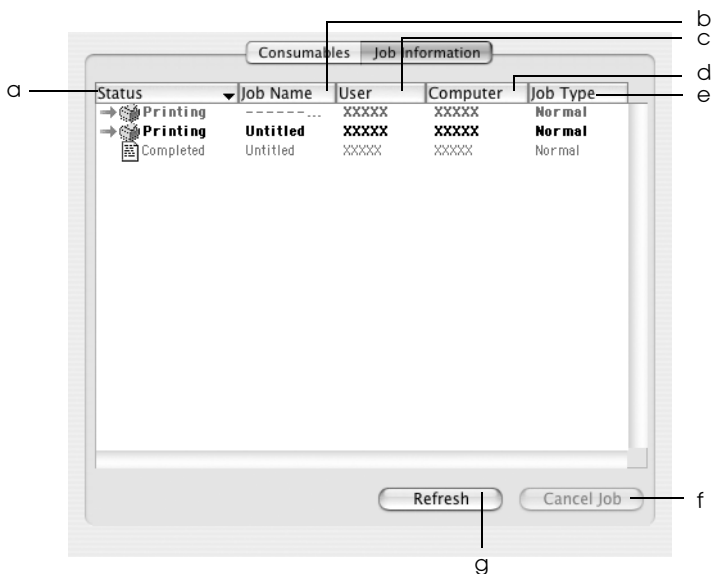 b
c
Consumables Job Information
d
a
Status Job Name User Computer Job Type
e
Printing ------... XXXXX XXXXX Normal
Printing Untitled XXXXX XXXXX Normal
Completed Untitled XXXXX XXXXX Normal
Refresh Cancel Job
f
g